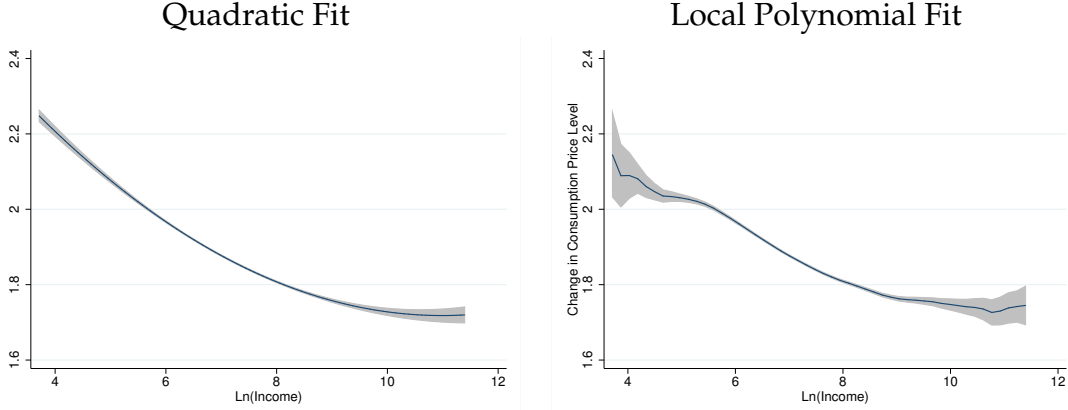 Quadratic Fit
2.4
2.2
2
1.8
1.6
4 6 8 10 12
Ln(Income)
Local Polynomial Fit
Change in Consumption Price Level
2.4
2.2
2
1.8
1.6
4 6 8 10 12
Ln(Income)